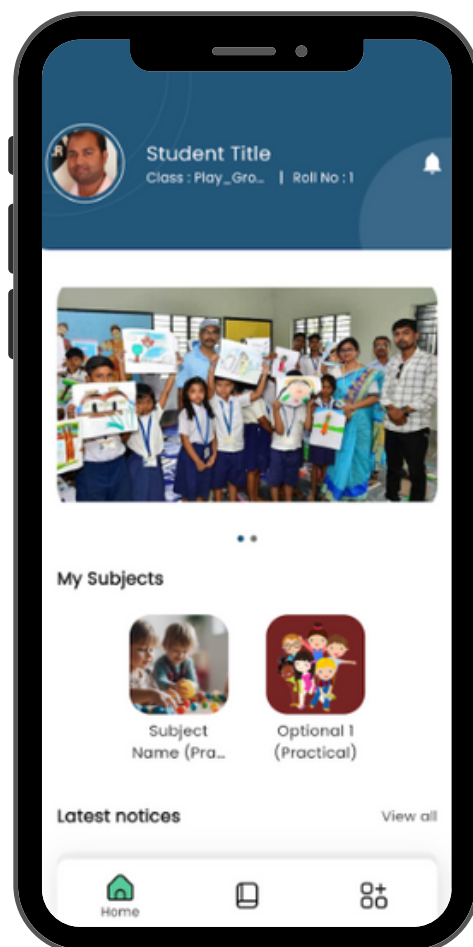 Student Title
Class : Play_Gro... | Roll No : 1
My Subjects
Subject
Name (Pra...
Optional 1
(Practical)
Latest notices
View all
Home